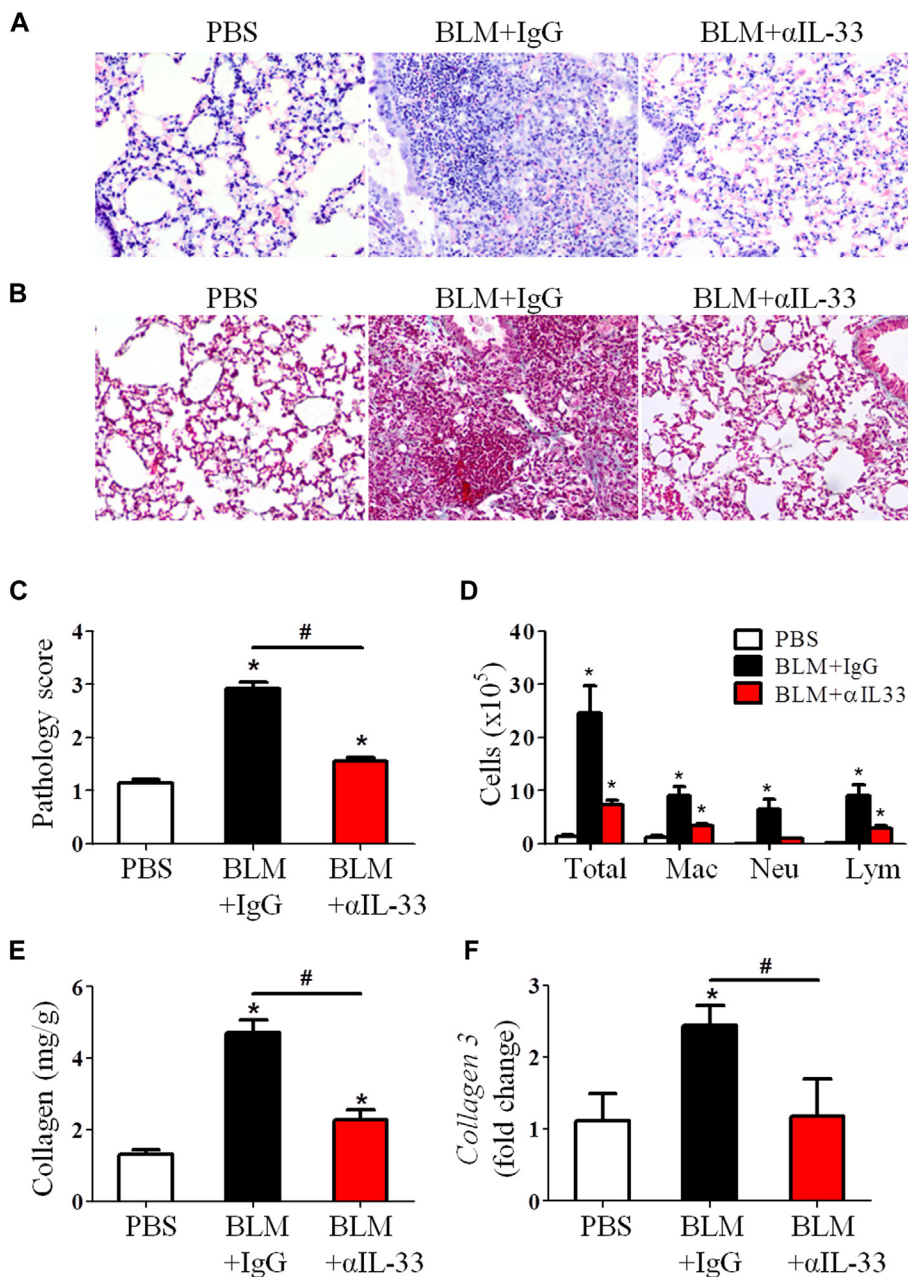 A
PBS BLM+IgG BLM+αIL-33
B
PBS BLM+IgG BLM+αIL-33
C
Pathology score
4
3
2
1
0
#
*
*
PBS BLM BLM
+IgG +αIL-33
D
Cells (x10⁵)
40
30
20
10
0
PBS
BLM+IgG
BLM+αIL33
*
*
*
*
*
*
*
Total Mac Neu Lym
E
Collagen (mg/g)
6
4
2
0
#
*
*
PBS BLM BLM
+IgG +αIL-33
F
Collagen 3
(fold change)
3
2
1
0
#
*
PBS BLM BLM
+IgG +αIL-33